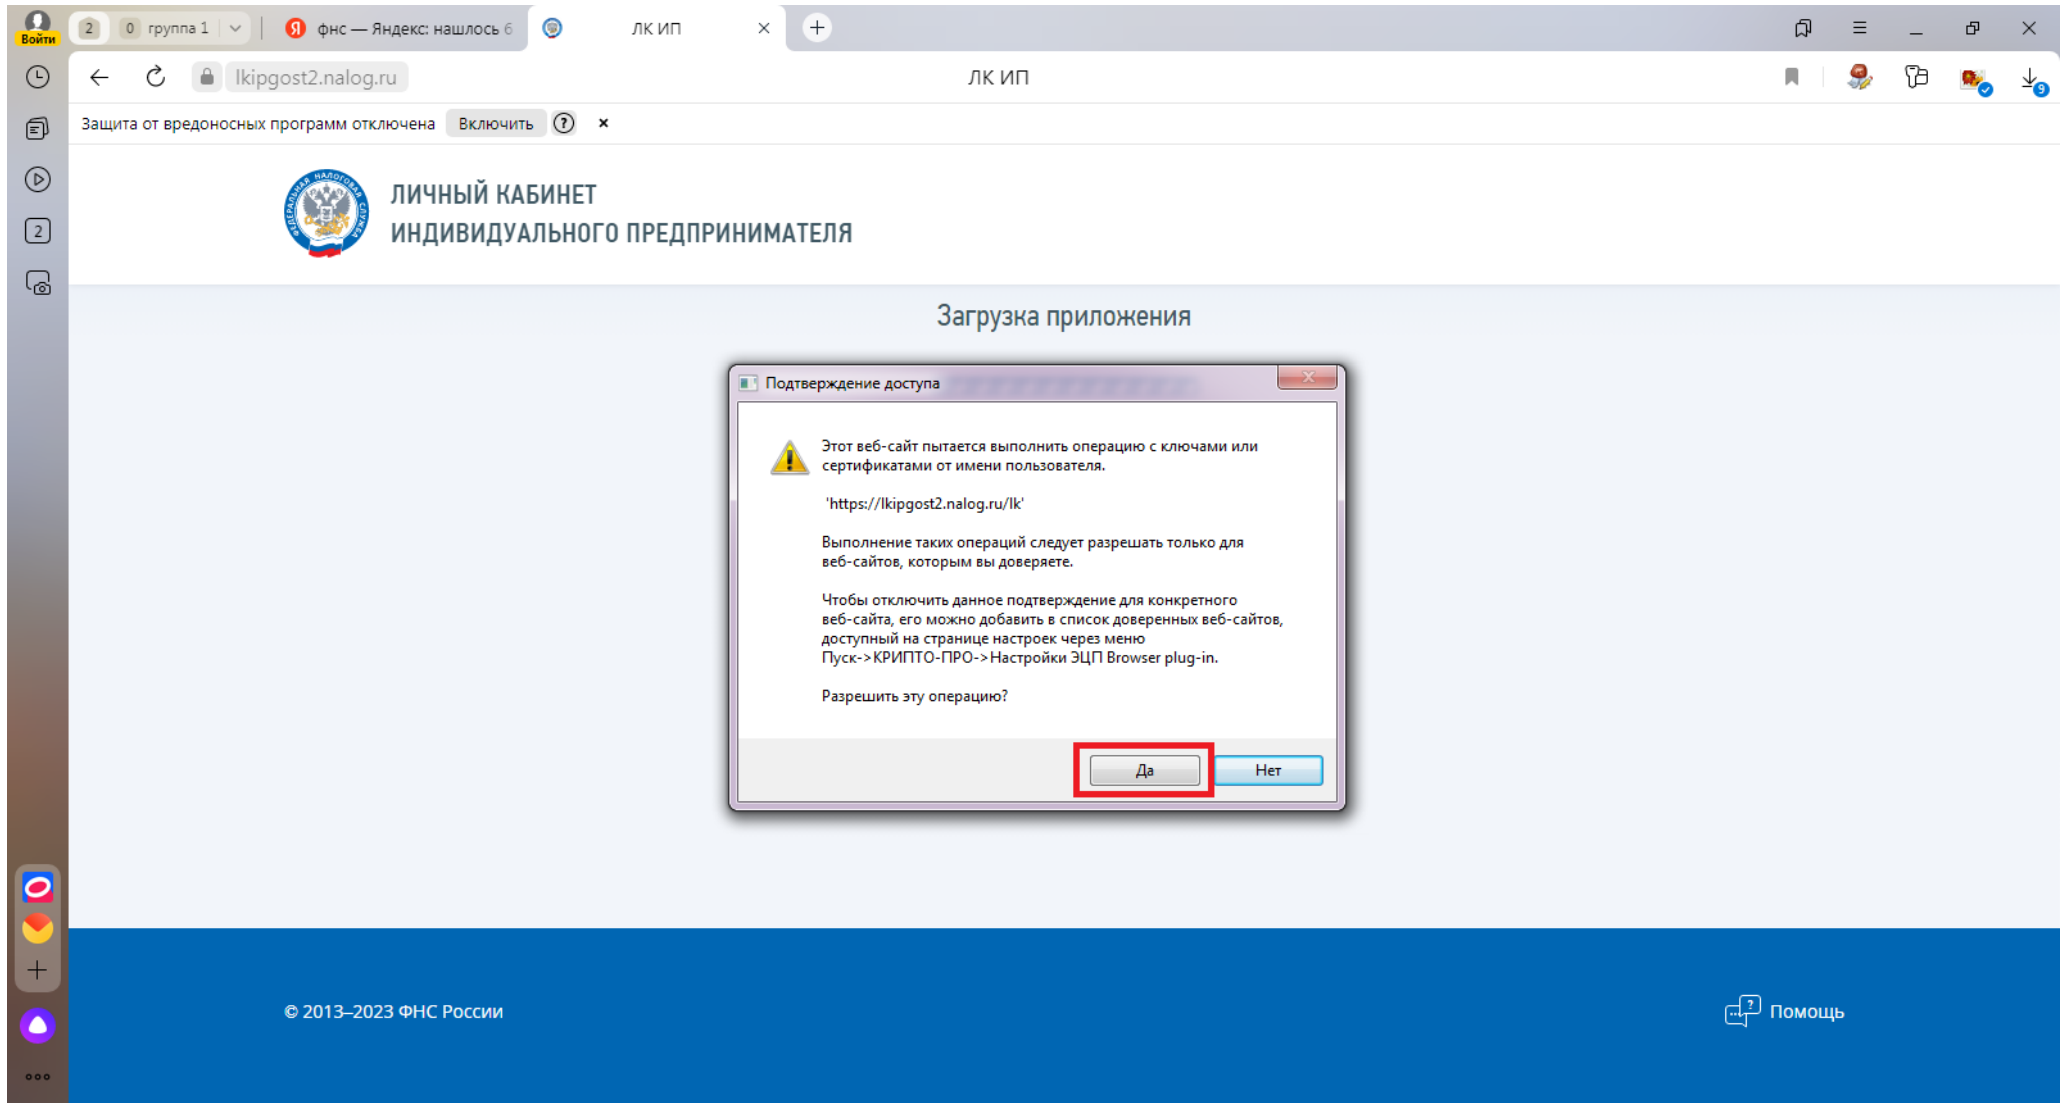 Войти
2
0 группа 1
фнс — Яндекс: нашлось 6
ЛК ИП
lkipgost2.nalog.ru
ЛК ИП
9
Защита от вредоносных программ отключена Включить ? ×
2
ФЕДЕРАЛЬНАЯ НАЛОГОВАЯ СЛУЖБА
ЛИЧНЫЙ КАБИНЕТ
ИНДИВИДУАЛЬНОГО ПРЕДПРИНИМАТЕЛЯ
Загрузка приложения
Подтверждение доступа
Этот веб-сайт пытается выполнить операцию с ключами или
сертификатами от имени пользователя.
'https://lkipgost2.nalog.ru/lk'
Выполнение таких операций следует разрешать только для
веб-сайтов, которым вы доверяете.
Чтобы отключить данное подтверждение для конкретного
веб-сайта, его можно добавить в список доверенных веб-сайтов,
доступный на странице настроек через меню
Пуск->КРИПТО-ПРО->Настройки ЭЦП Browser plug-in.
Разрешить эту операцию?
Да
Нет
© 2013–2023 ФНС России
Помощь